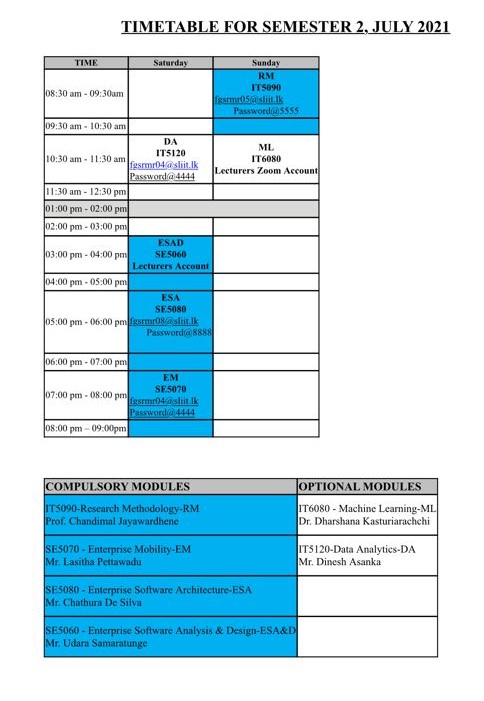 TIMETABLE FOR SEMESTER 2, JULY 2021
TIME Saturday Sunday
08:30 am - 09:30am
RM
IT5090
fgsrmr05@sliit.lk
Password@5555
09:30 am - 10:30 am
10:30 am - 11:30 am
DA
IT5120
fgsrmr04@sliit.lk
Password@4444
ML
IT6080
Lecturers Zoom Account
11:30 am - 12:30 pm
01:00 pm - 02:00 pm
02:00 pm - 03:00 pm
03:00 pm - 04:00 pm
ESAD
SE5060
Lecturers Account
04:00 pm - 05:00 pm
05:00 pm - 06:00 pm
ESA
SE5080
fgsrmr08@sliit.lk
Password@8888
06:00 pm - 07:00 pm
07:00 pm - 08:00 pm
EM
SE5070
fgsrmr04@sliit.lk
Password@4444
08:00 pm – 09:00pm
COMPULSORY MODULES OPTIONAL MODULES
IT5090-Research Methodology-RM
Prof. Chandimal Jayawardhene
IT6080 - Machine Learning-ML
Dr. Dharshana Kasturiarachchi
SE5070 - Enterprise Mobility-EM
Mr. Lasitha Pettawadu
IT5120-Data Analytics-DA
Mr. Dinesh Asanka
SE5080 - Enterprise Software Architecture-ESA
Mr. Chathura De Silva
SE5060 - Enterprise Software Analysis & Design-ESA&D
Mr. Udara Samaratunge